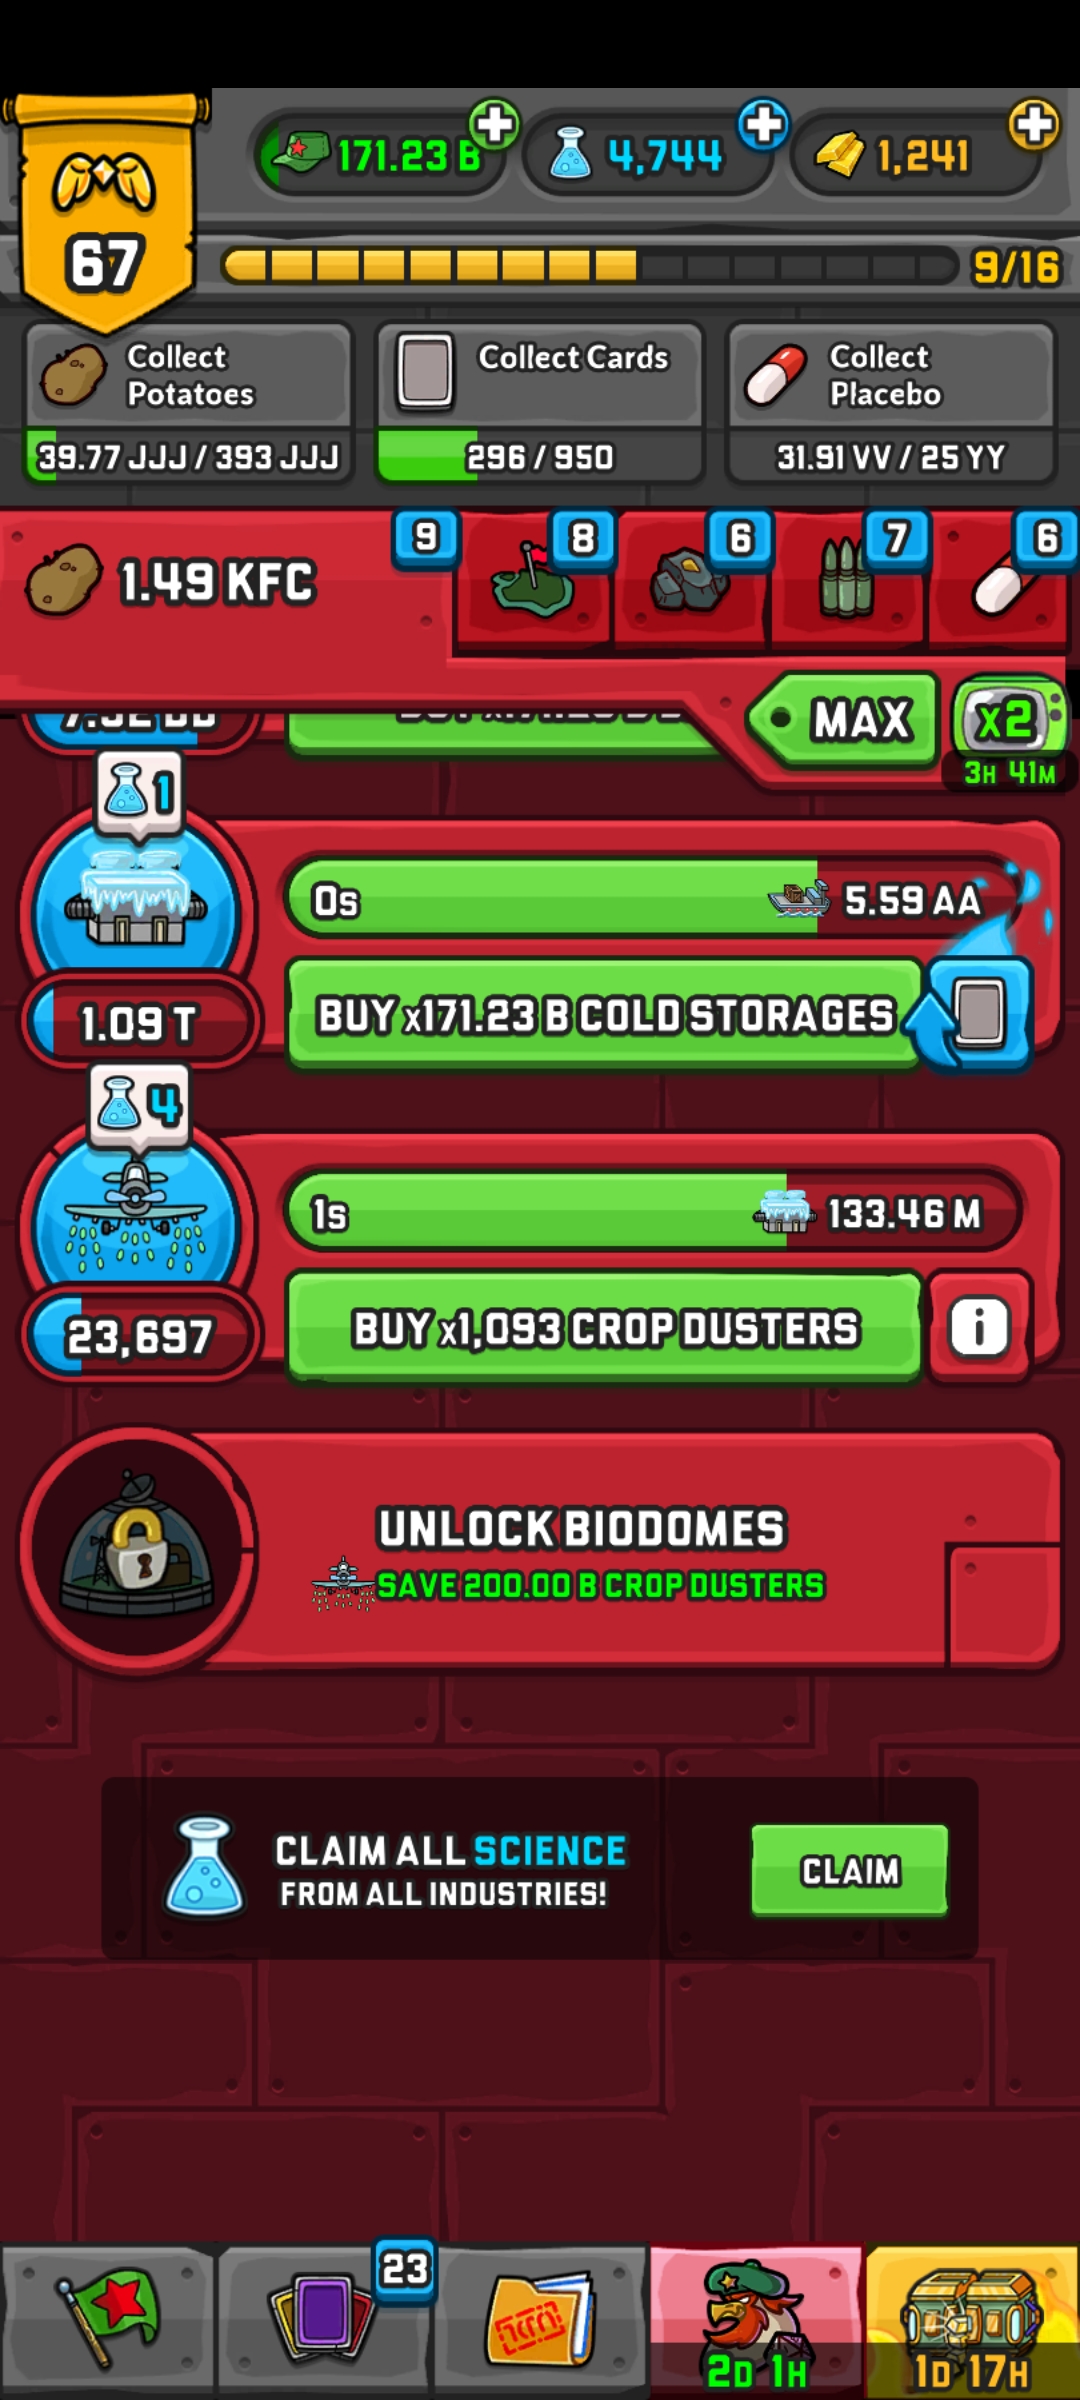 171.23 B
4,744
1,241
67
9/16
Collect
Potatoes
39.77 JJJ / 393 JJJ
Collect Cards
296 / 950
Collect
Placebo
31.91 VV / 25 YY
1.49 KFC
9
8
6
7
6
MAX
x2
3H 41M
1
0s
5.59 AA
1.09 T
BUY x171.23 B COLD STORAGES
4
1s
133.46 M
23,697
BUY x1,093 CROP DUSTERS
i
UNLOCK BIODOMES
SAVE 200.00 B CROP DUSTERS
CLAIM ALL SCIENCE
FROM ALL INDUSTRIES!
CLAIM
23
2D 1H
1D 17H